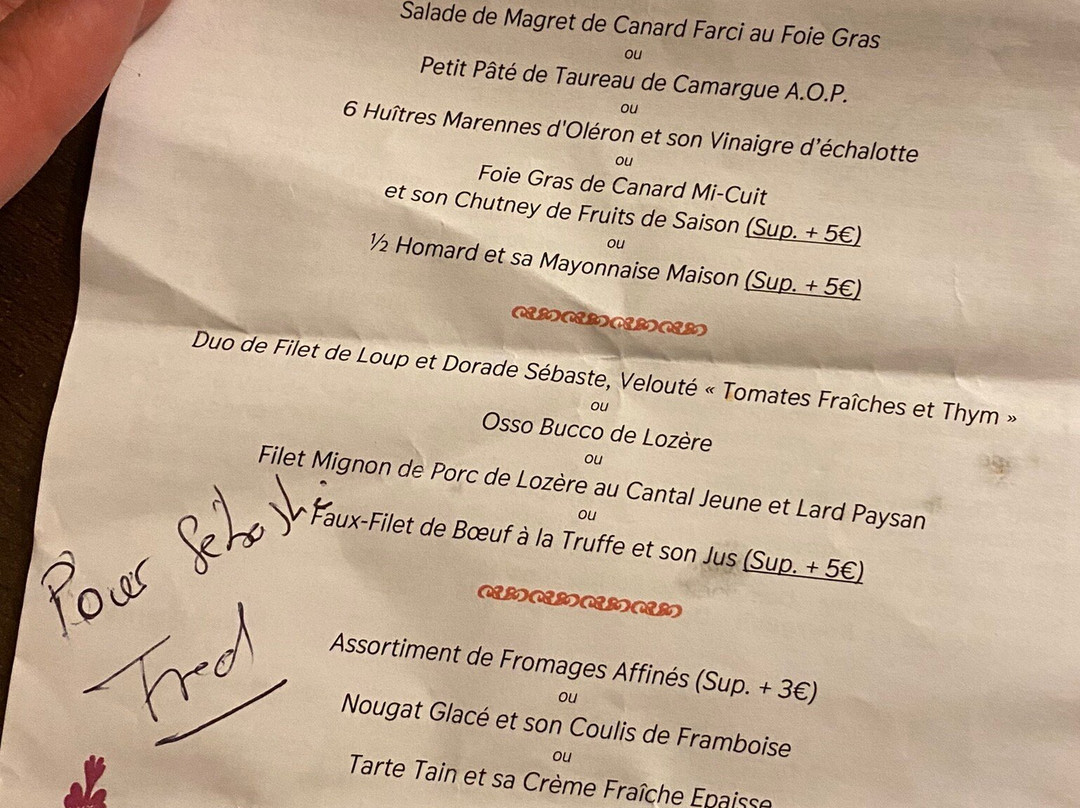 Salade de Magret de Canard Farci au Foie Gras
ou
Petit Pâté de Taureau de Camargue A.O.P.
ou
6 Huîtres Marennes d'Oléron et son Vinaigre d'échalotte
ou
Foie Gras de Canard Mi-Cuit
et son Chutney de Fruits de Saison (Sup. + 5€)
ou
½ Homard et sa Mayonnaise Maison (Sup. + 5€)
Duo de Filet de Loup et Dorade Sébaste, Velouté « Tomates Fraîches et Thym »
ou
Osso Bucco de Lozère
ou
Filet Mignon de Porc de Lozère au Cantal Jeune et Lard Paysan
ou
Faux-Filet de Bœuf à la Truffe et son Jus (Sup. + 5€)
Pour
Fred
Assortiment de Fromages Affinés (Sup. + 3€)
ou
Nougat Glacé et son Coulis de Framboise
ou
Tarte Tain et sa Crème Fraîche Epaisse